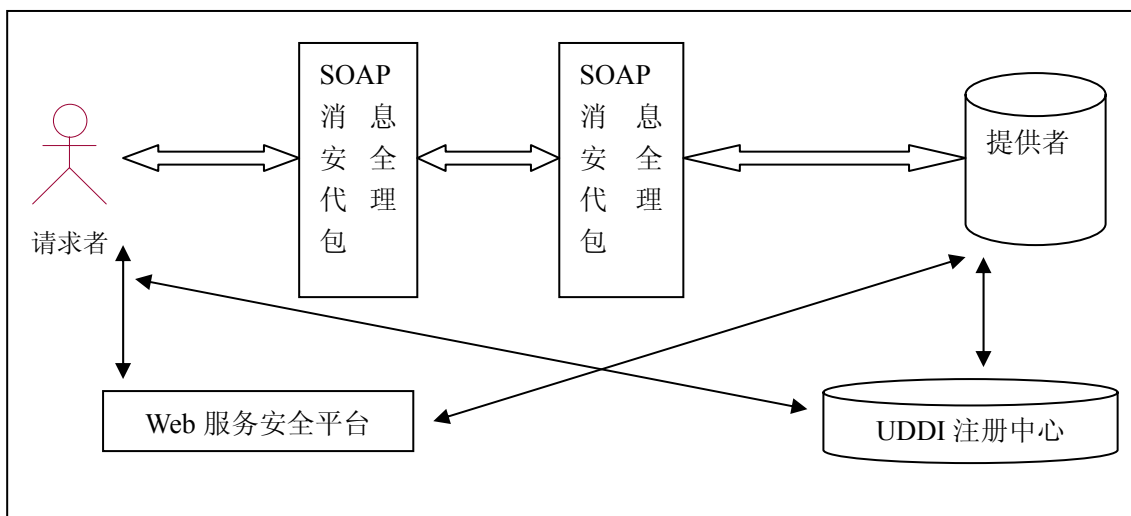 SOAP
消 息
安 全
代 理
包
SOAP
消 息
安 全
代 理
包
提供者
请求者
Web 服务安全平台
UDDI 注册中心